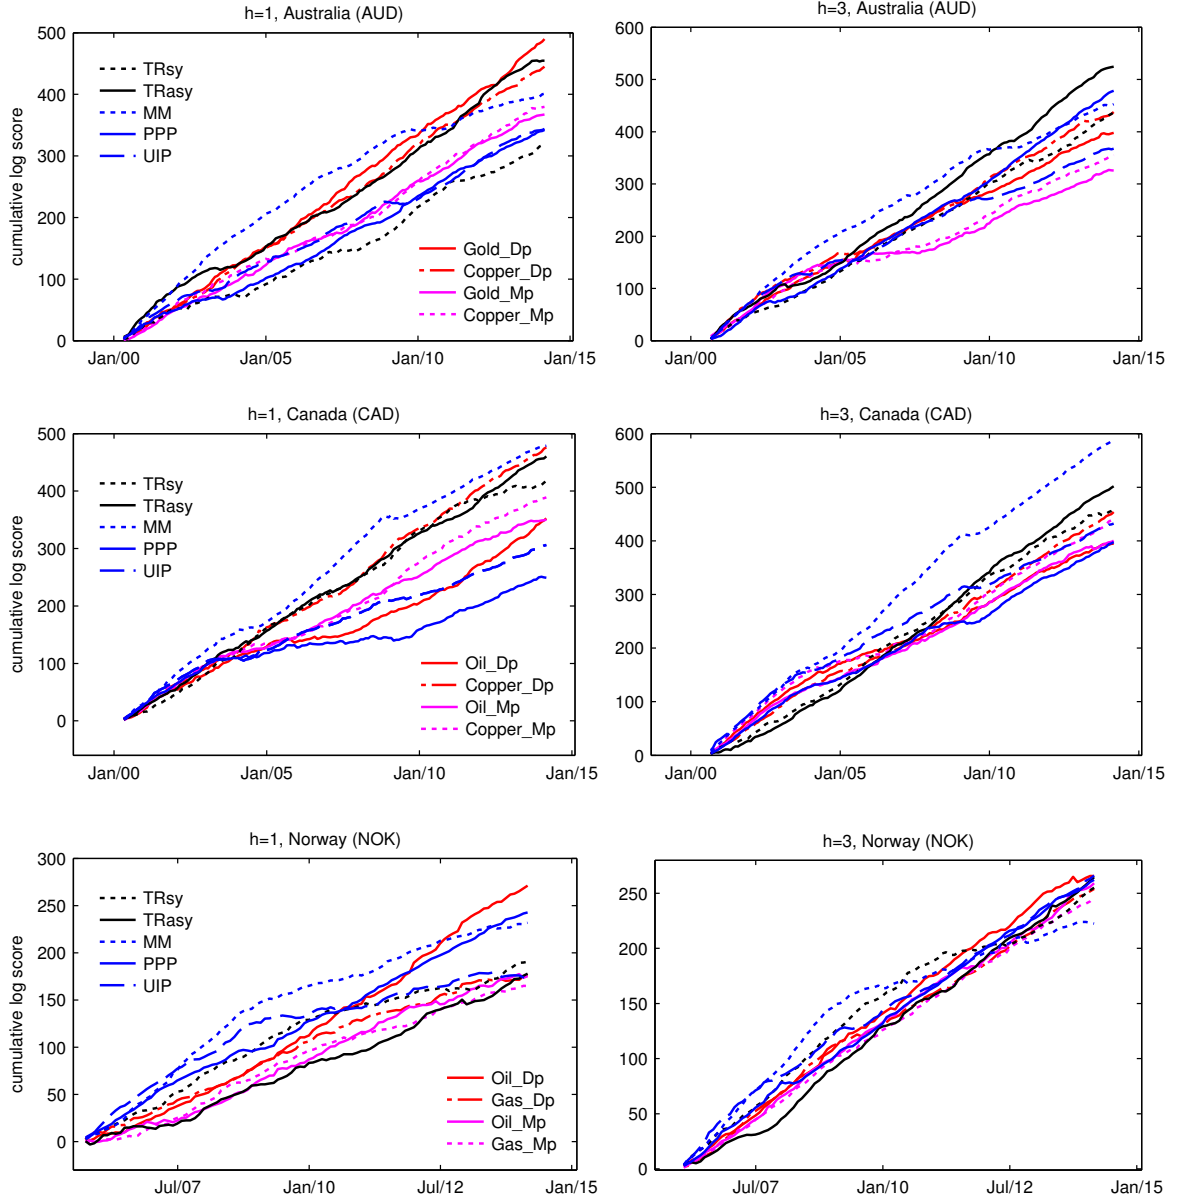 h=1, Australia (AUD)
cumulative log score
500
400
300
200
100
0
TRsy
TRasy
MM
PPP
UIP
Gold_Dp
Copper_Dp
Gold_Mp
Copper_Mp
Jan/00 Jan/05 Jan/10 Jan/15
h=3, Australia (AUD)
600
500
400
300
200
100
0
Jan/00 Jan/05 Jan/10 Jan/15
h=1, Canada (CAD)
cumulative log score
500
400
300
200
100
0
TRsy
TRasy
MM
PPP
UIP
Oil_Dp
Copper_Dp
Oil_Mp
Copper_Mp
Jan/00 Jan/05 Jan/10 Jan/15
h=3, Canada (CAD)
600
500
400
300
200
100
0
Jan/00 Jan/05 Jan/10 Jan/15
h=1, Norway (NOK)
cumulative log score
300
250
200
150
100
50
0
TRsy
TRasy
MM
PPP
UIP
Oil_Dp
Gas_Dp
Oil_Mp
Gas_Mp
Jul/07 Jan/10 Jul/12 Jan/15
h=3, Norway (NOK)
250
200
150
100
50
0
Jul/07 Jan/10 Jul/12 Jan/15